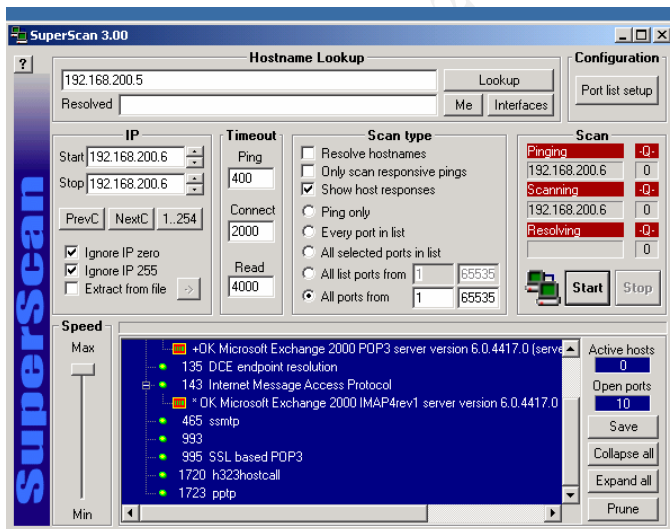 SuperScan 3.00
?
Hostname Lookup
192.168.200.5
Lookup
Resolved
Me
Interfaces
Configuration
Port list setup
IP
Start 192.168.200.6
Stop 192.168.200.6
PrevC NextC 1..254
Ignore IP zero
Ignore IP 255
Extract from file ->
Timeout
Ping
400
Connect
2000
Read
4000
Scan type
Resolve hostnames
Only scan responsive pings
Show host responses
Ping only
Every port in list
All selected ports in list
All list ports from 1 65535
All ports from 1 65535
Scan
Pinging -Q-
192.168.200.6 0
Scanning -Q-
192.168.200.6 0
Resolving -Q-
0
Start Stop
SuperScan
Speed
Max
Min
+OK Microsoft Exchange 2000 POP3 server version 6.0.4417.0 (serve
135 DCE endpoint resolution
143 Internet Message Access Protocol
* OK Microsoft Exchange 2000 IMAP4rev1 server version 6.0.4417.0
465 ssmtp
993
995 SSL based POP3
1720 h323hostcall
1723 pptp
Active hosts
0
Open ports
10
Save
Collapse all
Expand all
Prune